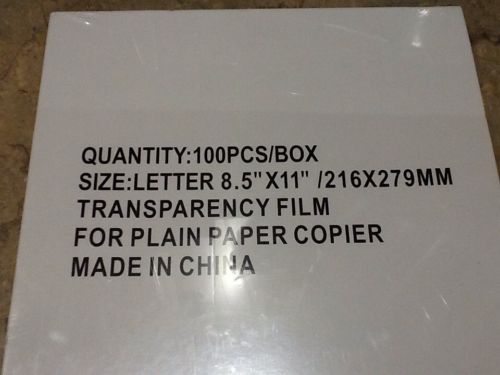 QUANTITY:100PCS/BOX
SIZE:LETTER 8.5"X11" /216X279MM
TRANSPARENCY FILM
FOR PLAIN PAPER COPIER
MADE IN CHINA